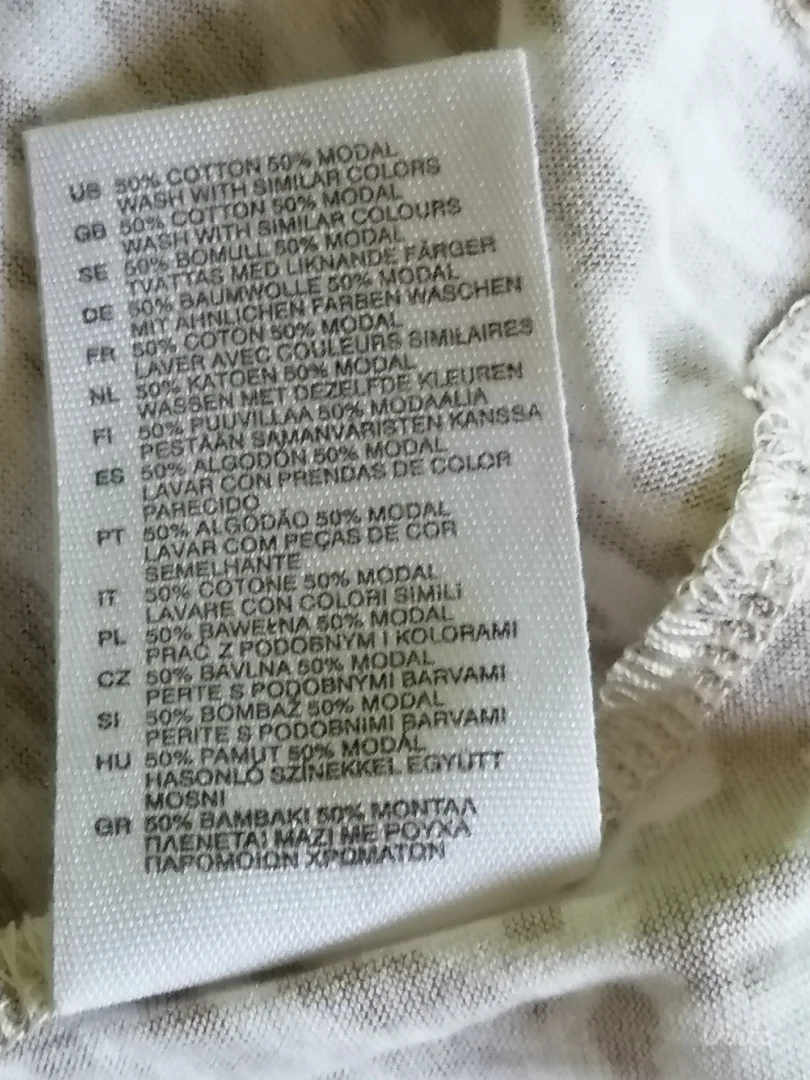 US 50% COTTON 50% MODAL
WASH WITH SIMILAR COLORS
GB 50% COTTON 50% MODAL
WASH WITH SIMILAR COLOURS
SE 50% BOMULL 50% MODAL
TVÄTTAS MED LIKNANDE FÄRGER
DE 50% BAUMWOLLE 50% MODAL
MIT ÄHNLICHEN FARBEN WASCHEN
FR 50% COTON 50% MODAL
LAVER AVEC COULEURS SIMILAIRES
NL 50% KATOEN 50% MODAL
WASSEN MET DEZELFDE KLEUREN
FI 50% PUUVILLAA 50% MODAALIA
PESTÄÄN SAMANVÄRISTEN KANSSA
ES 50% ALGODÓN 50% MODAL
LAVAR CON PRENDAS DE COLOR
PARECIDO
PT 50% ALGODÃO 50% MODAL
LAVAR COM PEÇAS DE COR
SEMELHANTE
IT 50% COTONE 50% MODAL
LAVARE CON COLORI SIMILI
PL 50% BAWEŁNA 50% MODAL
PRAĆ Z PODOBNYMI KOLORAMI
CZ 50% BAVLNA 50% MODAL
PERTE S PODOBNÝMI BARVAMI
SI 50% BOMBAŽ 50% MODAL
PERITE S PODOBNIMI BARVAMI
HU 50% PAMUT 50% MODÁL
HASONLÓ SZÍNEKKEL EGYÜTT
MOSNI
GR 50% ΒΑΜΒΑΚΙ 50% ΜΟΝΤΑΛ
ΠΛΕΝΕΤΑΙ ΜΑΖΙ ΜΕ ΡΟΥΧΑ
ΠΑΡΟΜΟΙΩΝ ΧΡΩΜΑΤΩΝ